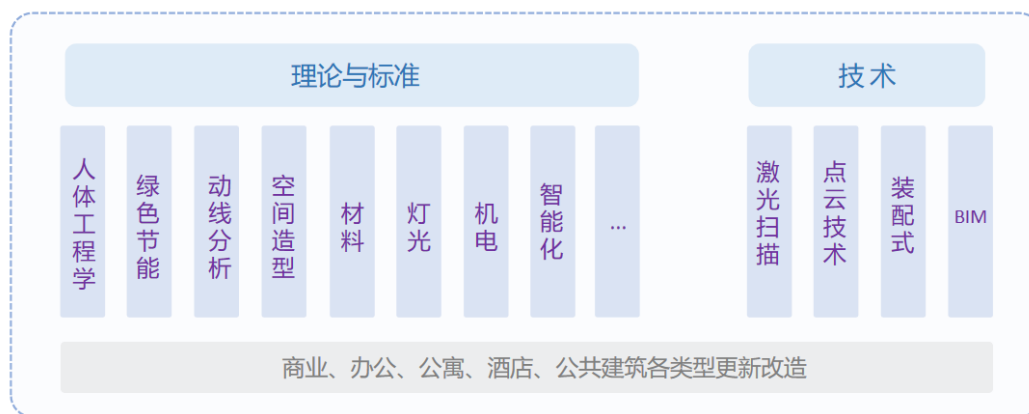 理论与标准
技术
人体工程学
绿色节能
动线分析
空间造型
材料
灯光
机电
智能化
...
激光扫描
点云技术
装配式
BIM
商业、办公、公寓、酒店、公共建筑各类型更新改造